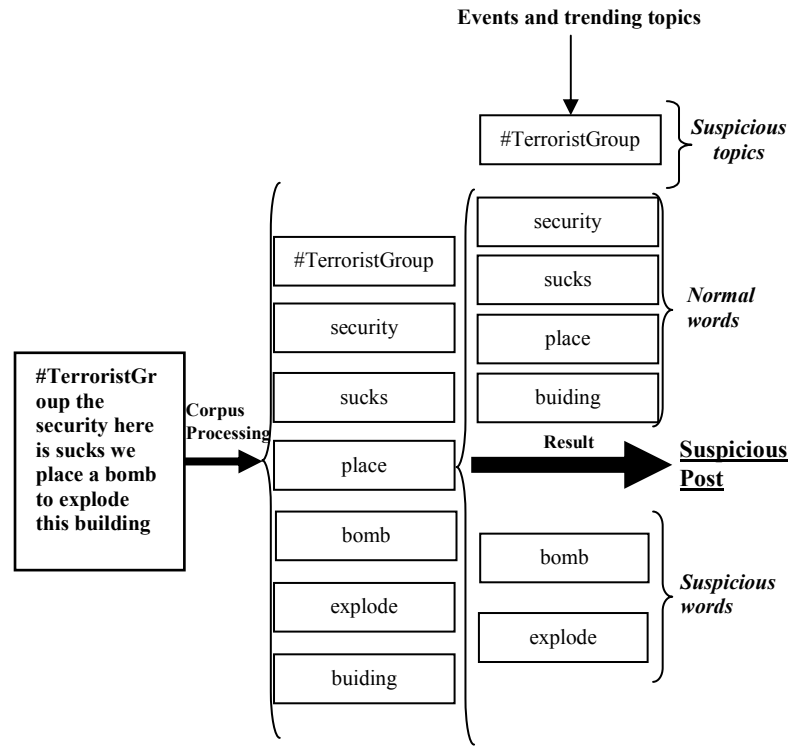 Events and trending topics
#TerroristGroup
Suspicious
topics
security
sucks
place
buiding
Normal
words
#TerroristGroup
security
sucks
place
bomb
explode
buiding
#TerroristGr
oup the
security here
is sucks we
place a bomb
to explode
this building
Corpus
Processing
Result
Suspicious
Post
bomb
explode
Suspicious
words